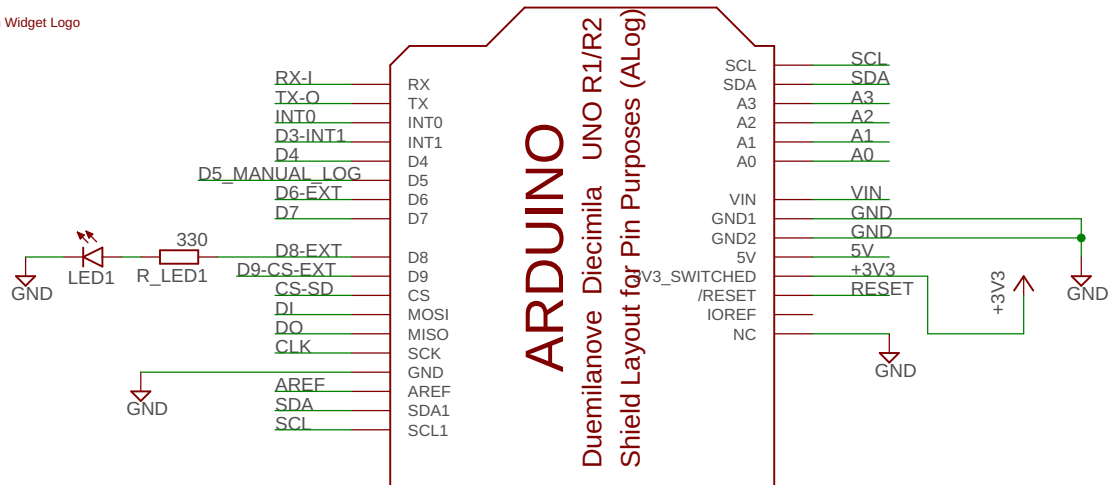 Widget Logo
ARDUINO
Duemilanove Diecimila UNO R1/R2
Shield Layout for Pin Purposes (ALog)
RX-I RX
TX-O TX
INT0 INT0
D3-INT1 INT1
D4 D4
D5_MANUAL_LOG D5
D6-EXT D6
D7 D7
330
D8-EXT D8
LED1
R_LED1
GND
D9-CS-EXT D9
CS-SD CS
DI MOSI
DO MISO
CLK SCK
GND
GND
AREF AREF
SDA SDA1
SCL SCL1
SCL SCL
SDA SDA
A3 A3
A2 A2
A1 A1
A0 A0
VIN VIN
GND1 GND
GND2 GND
5V 5V
3V3_SWITCHED +3V3
/RESET RESET
IOREF
NC
GND
+3V3
GND